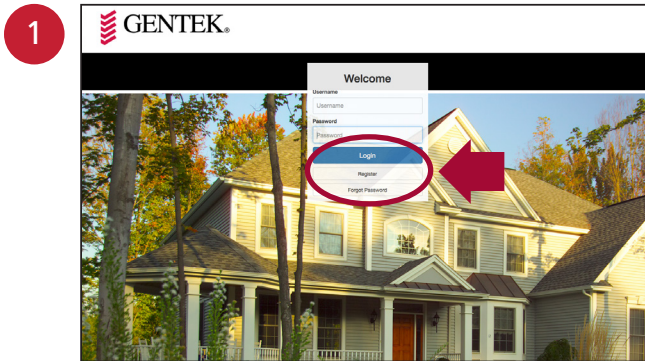 1
GENTEK®
Welcome
Username
Username
Password
Password
Login
Register
Forgot Password